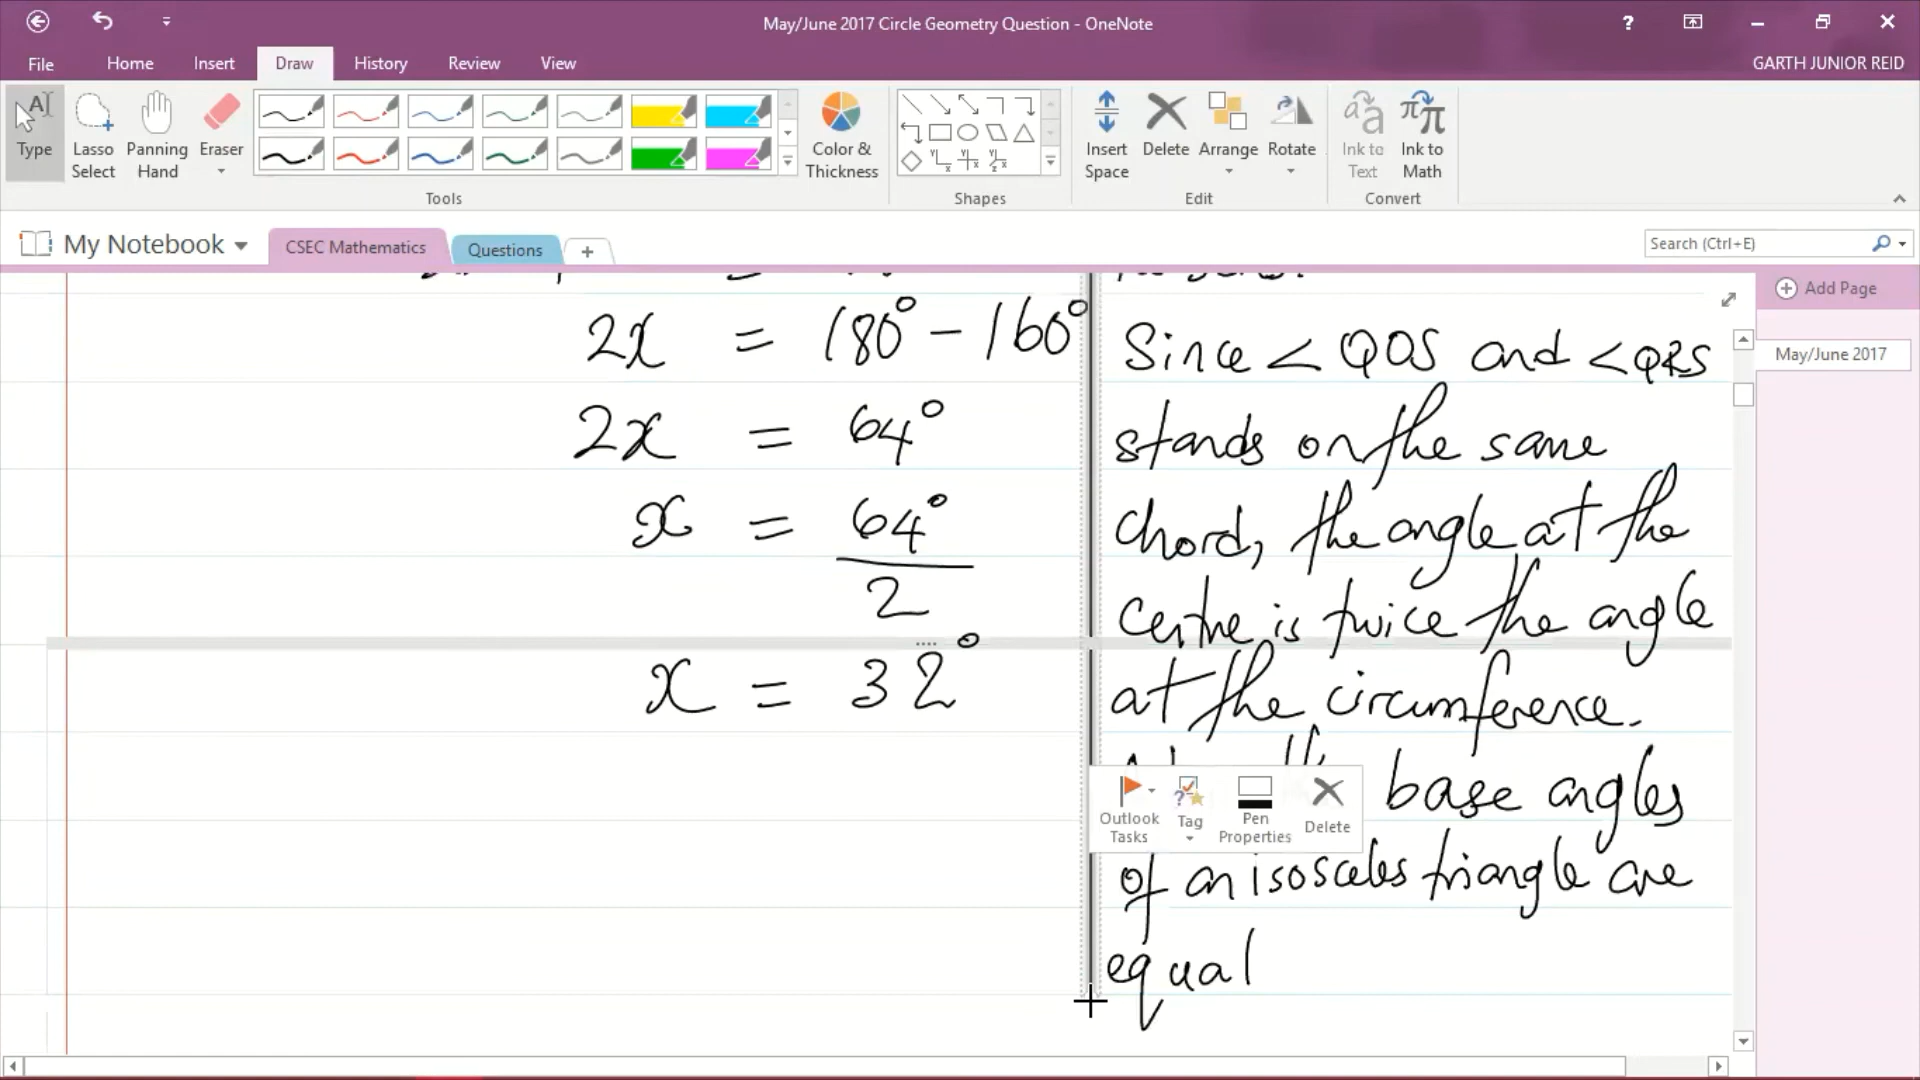 May/June 2017 Circle Geometry Question - OneNote
?
File
Home
Insert
Draw
History
Review
View
GARTH JUNIOR REID
Type
Lasso Select
Panning Hand
Eraser
Color & Thickness
Insert Space
Delete
Arrange
Rotate
Ink to Text
Ink to Math
Tools
Shapes
Edit
Convert
My Notebook
CSEC Mathematics
Questions
+
Search (Ctrl+E)
Add Page
May/June 2017
2x = 180° - 160°
2x = 64°
x = 64°
2
x = 32°
Since < QOS and < QRS
stands on the same
chord, the angle at the
centre is twice the angle
at the circumference.
base angles
of an isosceles triangle are
equal
Outlook Tasks
Tag
Pen Properties
Delete